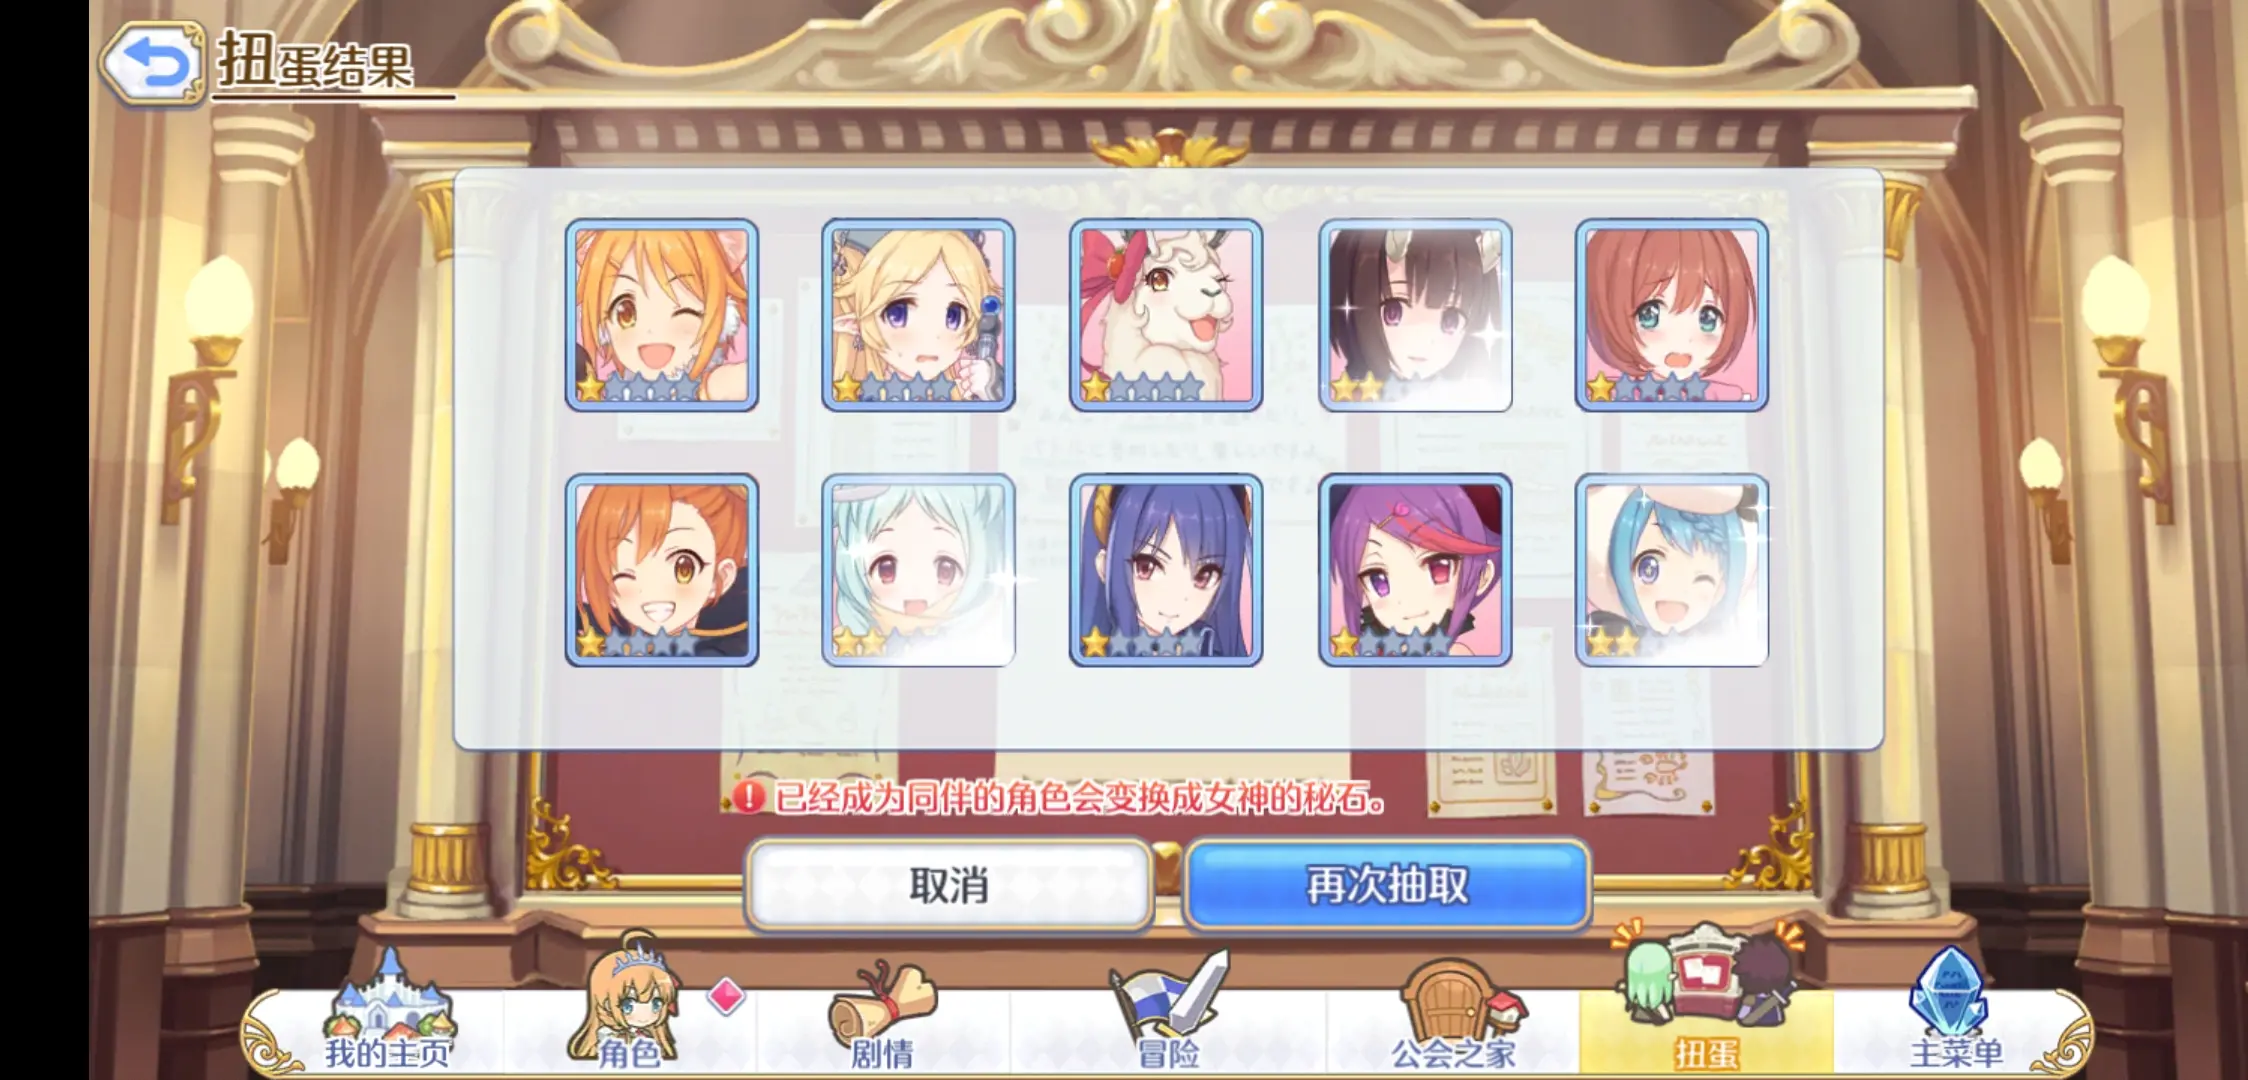 扭蛋结果
已经成为同伴的角色会变换成女神的秘石。
取消
再次抽取
我的主页
角色
剧情
冒险
公会之家
扭蛋
主菜单